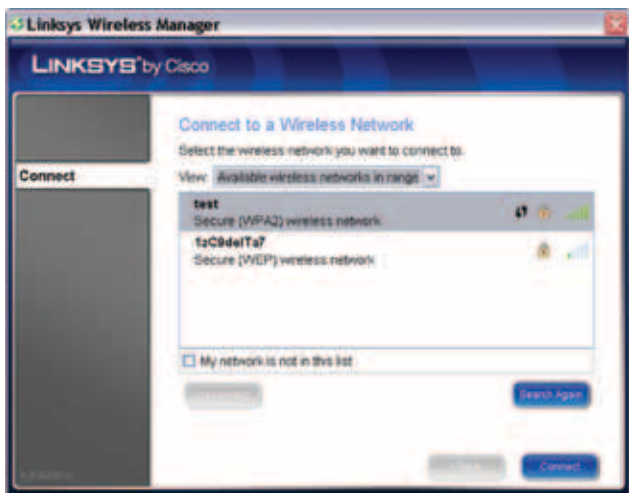 Linksys Wireless Manager
LINKSYS® by Cisco
Connect to a Wireless Network
Select the wireless network you want to connect to.
Connect
View: Available wireless networks in range
test
Secure (WPA2) wireless network
Secure (WEP) wireless network
My network is not in this list
Search Again
Connect